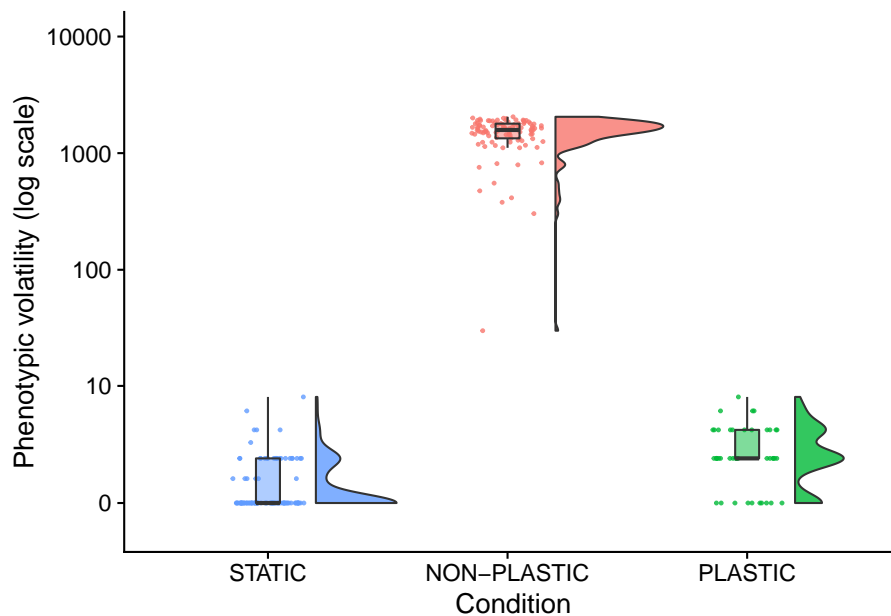 Phenotypic volatility (log scale)
10000
1000
100
10
0
STATIC
NON−PLASTIC
PLASTIC
Condition